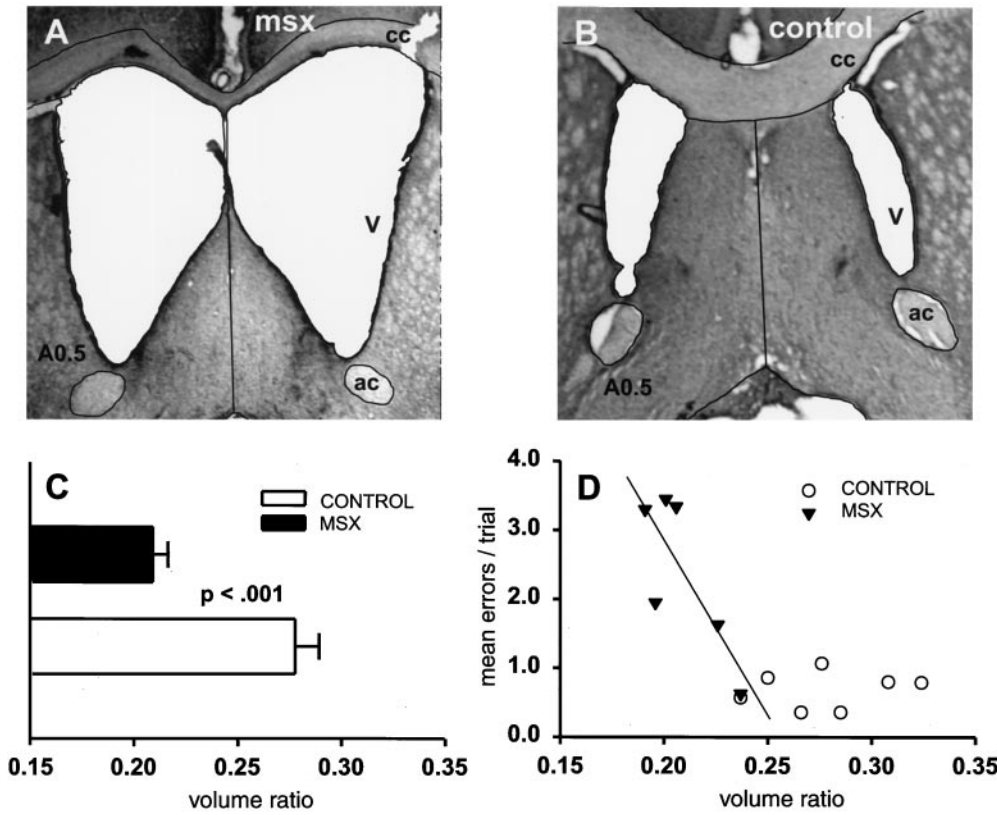 A
msx
cc
V
A0.5
ac
B
control
cc
V
ac
A0.5
C
CONTROL
MSX
p < .001
0.15 0.20 0.25 0.30 0.35
volume ratio
D
CONTROL
MSX
4.0
3.0
2.0
1.0
0.0
mean errors / trial
0.15 0.20 0.25 0.30 0.35
volume ratio